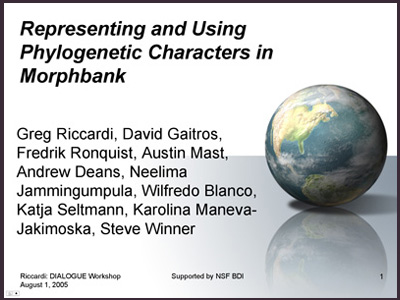 Representing and Using
Phylogenetic Characters in
Morphbank
Greg Riccardi, David Gaitros,
Fredrik Ronquist, Austin Mast,
Andrew Deans, Neelima
Jammingumpula, Wilfredo Blanco,
Katja Seltmann, Karolina Maneva-
Jakimoska, Steve Winner
Riccardi: DIALOGUE Workshop
August 1, 2005
Supported by NSF BDI
1